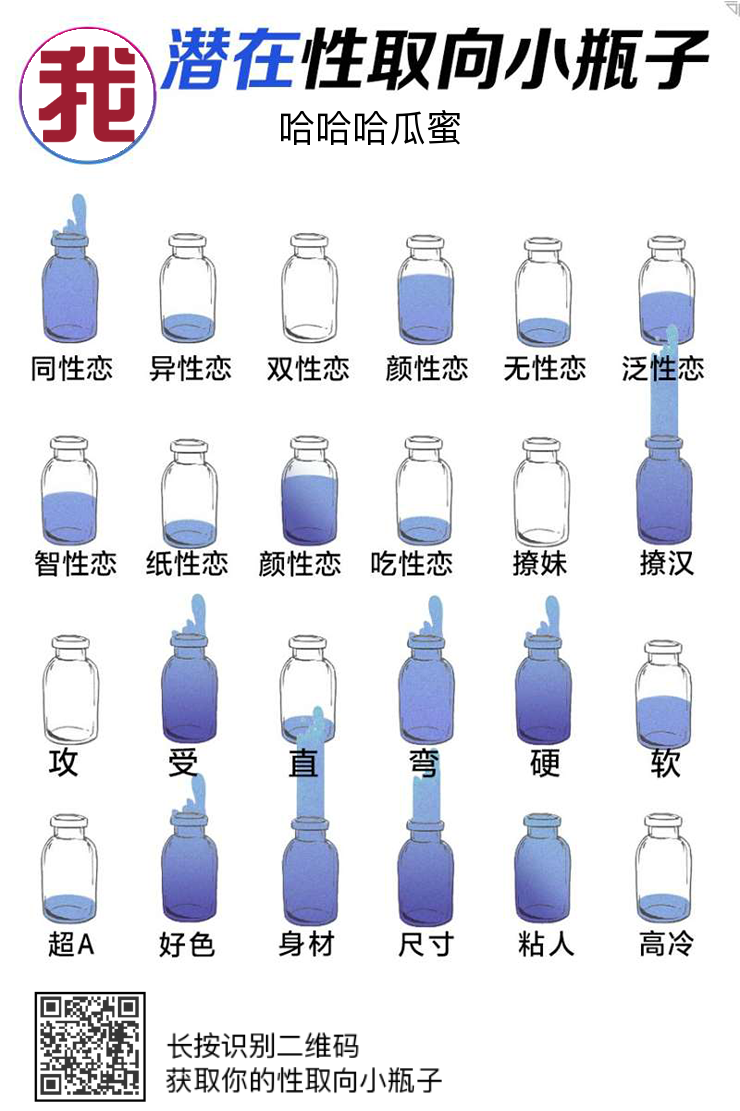 我
潜在性取向小瓶子
哈哈哈瓜蜜
同性恋 异性恋 双性恋 颜性恋 无性恋 泛性恋
智性恋 纸性恋 颜性恋 吃性恋 撩妹 撩汉
攻 受 直 弯 硬 软
超A 好色 身材 尺寸 粘人 高冷
长按识别二维码
获取你的性取向小瓶子